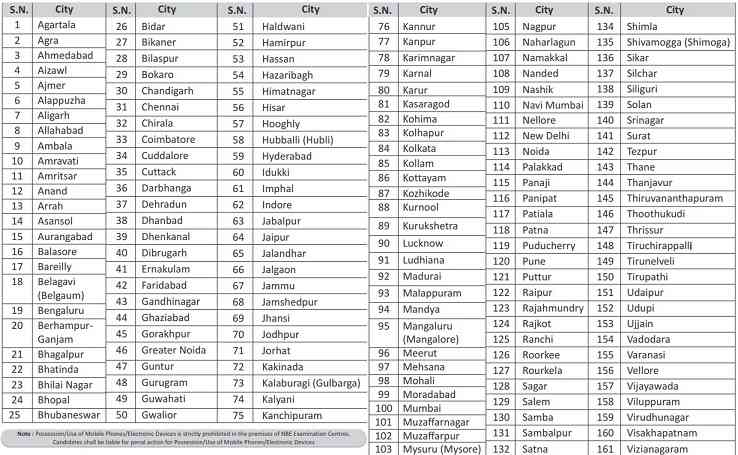 S.N. City
1 Agartala
2 Agra
3 Ahmedabad
4 Aizawl
5 Ajmer
6 Alappuzha
7 Aligarh
8 Allahabad
9 Ambala
10 Amravati
11 Amritsar
12 Anand
13 Arrah
14 Asansol
15 Aurangabad
16 Balasore
17 Bareilly
18 Belagavi
(Belgaum)
19 Bengaluru
20 Berhampur-
Ganjam
21 Bhagalpur
22 Bhatinda
23 Bhilai Nagar
24 Bhopal
25 Bhubaneswar
S.N. City
26 Bidar
27 Bikaner
28 Bilaspur
29 Bokaro
30 Chandigarh
31 Chennai
32 Chirala
33 Coimbatore
34 Cuddalore
35 Cuttack
36 Darbhanga
37 Dehradun
38 Dhanbad
39 Dhenkanal
40 Dibrugarh
41 Ernakulam
42 Faridabad
43 Gandhinagar
44 Ghaziabad
45 Gorakhpur
46 Greater Noida
47 Guntur
48 Gurugram
49 Guwahati
50 Gwalior
S.N. City
51 Haldwani
52 Hamirpur
53 Hassan
54 Hazaribagh
55 Himatnagar
56 Hisar
57 Hooghly
58 Hubballi (Hubli)
59 Hyderabad
60 Idukki
61 Imphal
62 Indore
63 Jabalpur
64 Jaipur
65 Jalandhar
66 Jalgaon
67 Jammu
68 Jamshedpur
69 Jhansi
70 Jodhpur
71 Jorhat
72 Kakinada
73 Kalaburagi (Gulbarga)
74 Kalyani
75 Kanchipuram
Note : Possession/Use of Mobile Phones/Electronic Devices is strictly prohibited in the premises of NBE Examination Centres.
Candidates shall be liable for penal action for Possession/Use of Mobile Phones/Electronic Devices
S.N. City
76 Kannur
77 Kanpur
78 Karimnagar
79 Karnal
80 Karur
81 Kasaragod
82 Kohima
83 Kolhapur
84 Kolkata
85 Kollam
86 Kottayam
87 Kozhikode
88 Kurnool
89 Kurukshetra
90 Lucknow
91 Ludhiana
92 Madurai
93 Malappuram
94 Mandya
95 Mangaluru
(Mangalore)
96 Meerut
97 Mehsana
98 Mohali
99 Moradabad
100 Mumbai
101 Muzaffarnagar
102 Muzaffarpur
103 Mysuru (Mysore)
S.N. City
105 Nagpur
106 Naharlagun
107 Namakkal
108 Nanded
109 Nashik
110 Navi Mumbai
111 Nellore
112 New Delhi
113 Noida
114 Palakkad
115 Panaji
116 Panipat
117 Patiala
118 Patna
119 Puducherry
120 Pune
121 Puttur
122 Raipur
123 Rajahmundry
124 Rajkot
125 Ranchi
126 Roorkee
127 Rourkela
128 Sagar
129 Salem
130 Samba
131 Sambalpur
132 Satna
S.N. City
134 Shimla
135 Shivamogga (Shimoga)
136 Sikar
137 Silchar
138 Siliguri
139 Solan
140 Srinagar
141 Surat
142 Tezpur
143 Thane
144 Thanjavur
145 Thiruvananthapuram
146 Thoothukudi
147 Thrissur
148 Tiruchirappalli
149 Tirunelveli
150 Tirupathi
151 Udaipur
152 Udupi
153 Ujjain
154 Vadodara
155 Varanasi
156 Vellore
157 Vijayawada
158 Viluppuram
159 Virudhunagar
160 Visakhapatnam
161 Vizianagaram